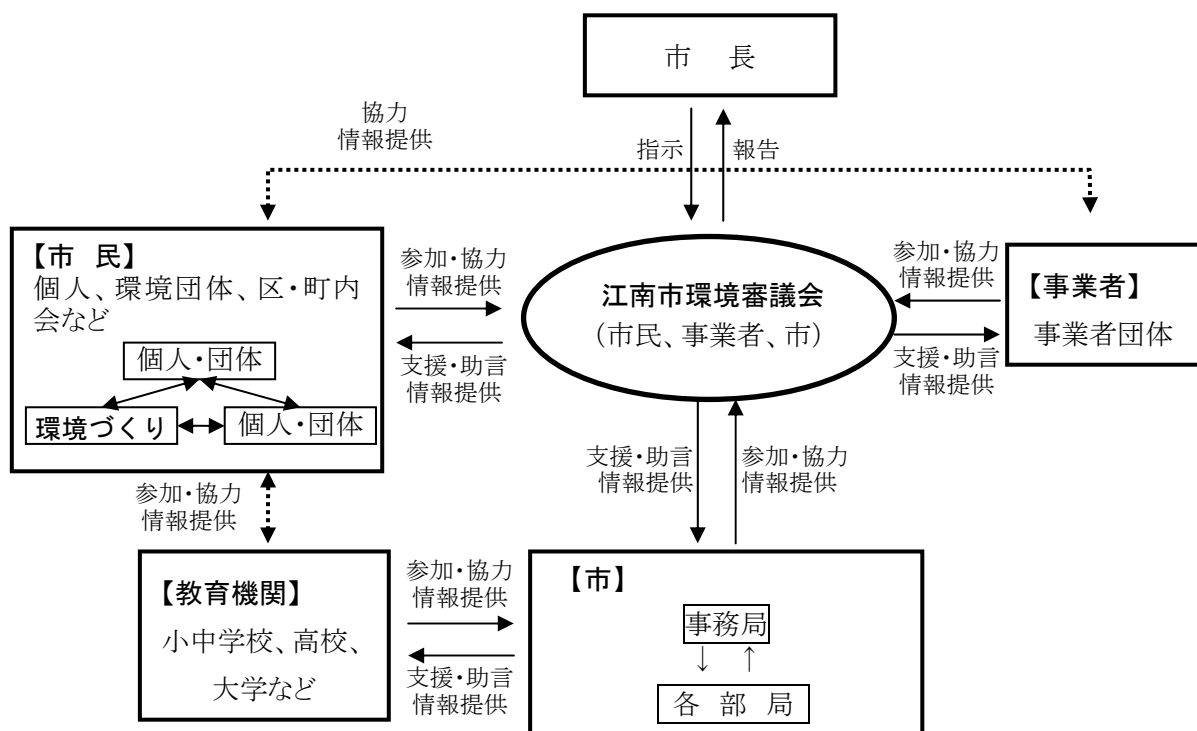 市　長
協力
情報提供
指示
報告
【市 民】
個人、環境団体、区・町内
会など
個人・団体
環境づくり
個人・団体
参加・協力
情報提供
支援・助言
情報提供
江南市環境審議会
(市民、事業者、市)
参加・協力
情報提供
支援・助言
情報提供
【事業者】
事業者団体
支援・助言
情報提供
参加・協力
情報提供
参加・協力
情報提供
【教育機関】
小中学校、高校、
大学など
参加・協力
情報提供
支援・助言
情報提供
【市】
事務局
↓ ↑
各 部 局